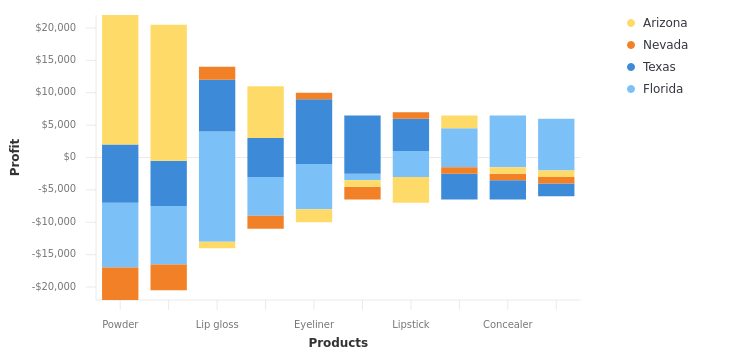 $20,000
$15,000
$10,000
$5,000
$0
-$5,000
-$10,000
-$15,000
-$20,000
Profit
Powder
Lip gloss
Eyeliner
Lipstick
Concealer
Products
Arizona
Nevada
Texas
Florida